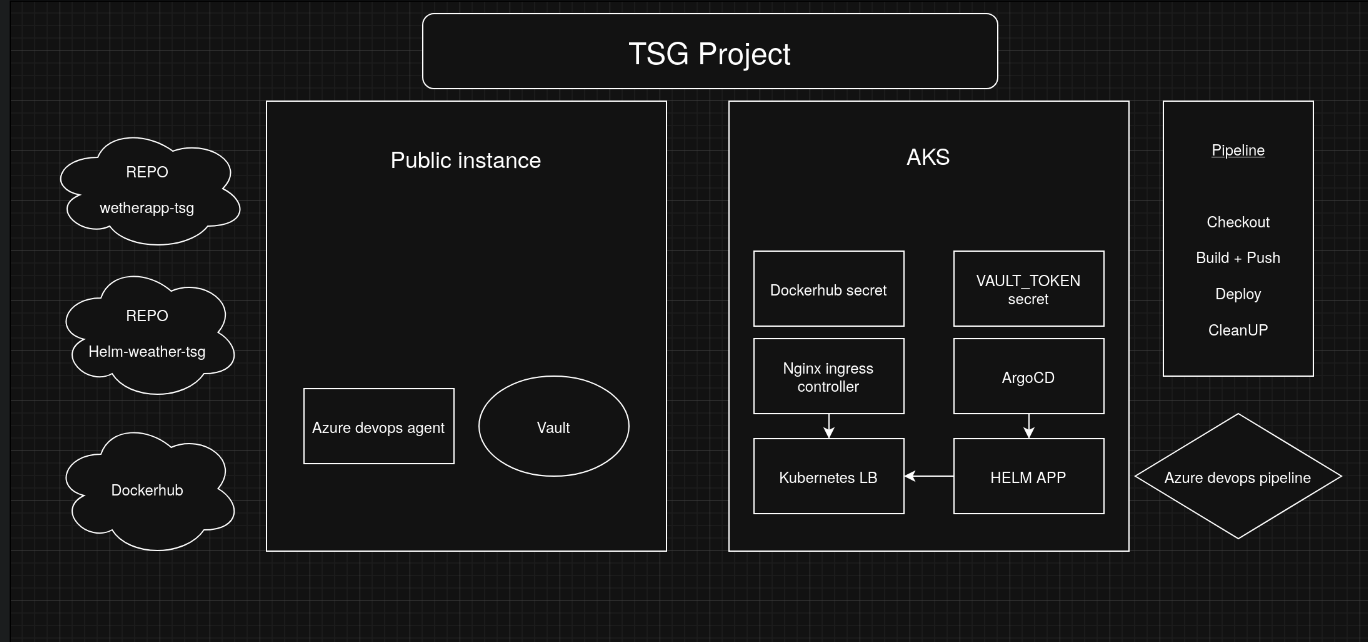 TSG Project
REPO
wetherapp-tsg
REPO
Helm-weather-tsg
Dockerhub
Public instance
Azure devops agent
Vault
AKS
Dockerhub secret
VAULT_TOKEN
secret
Nginx ingress
controller
ArgoCD
Kubernetes LB
HELM APP
Pipeline
Checkout
Build + Push
Deploy
CleanUP
Azure devops pipeline